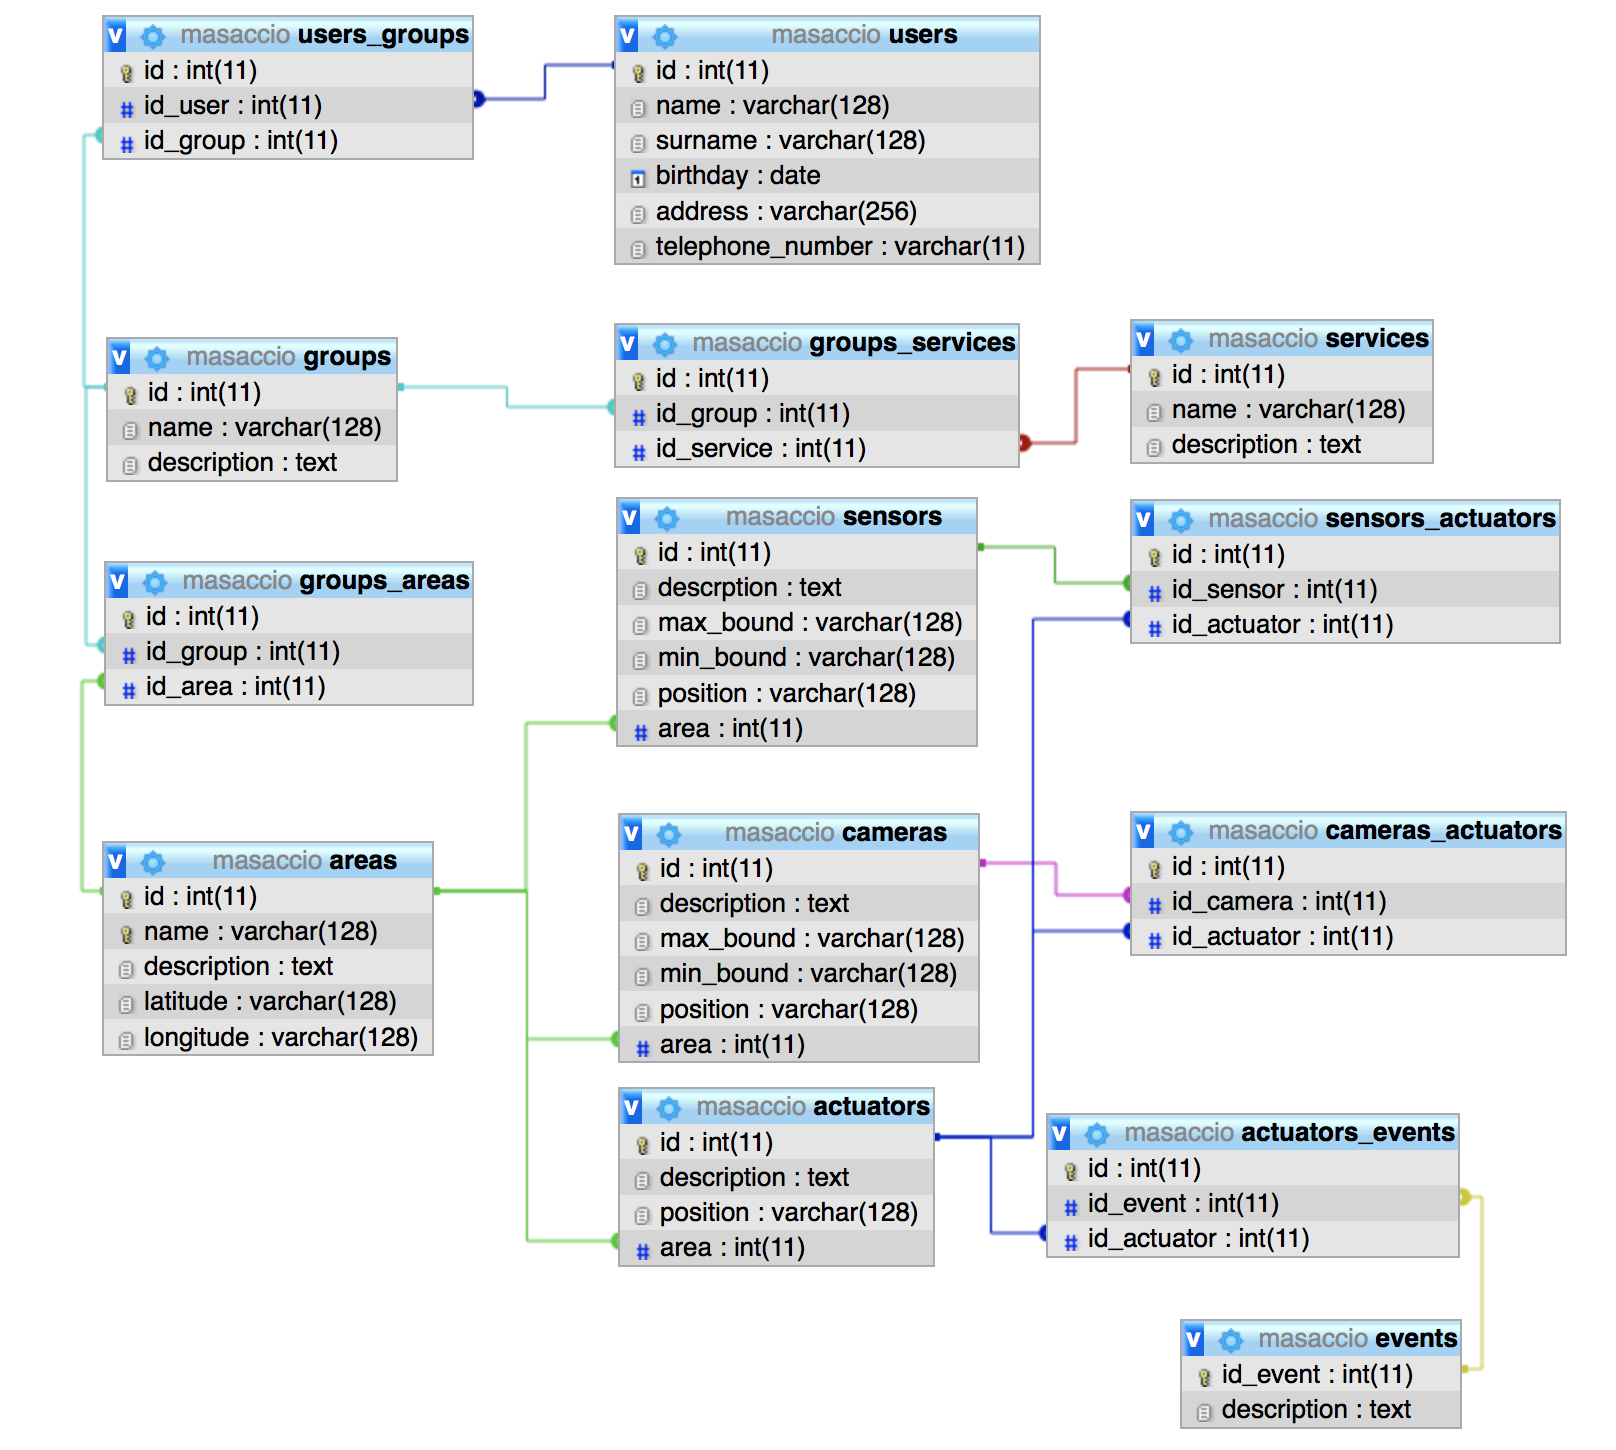 v masaccio users_groups
id : int(11)
# id_user : int(11)
# id_group : int(11)
v masaccio users
id : int(11)
name : varchar(128)
surname : varchar(128)
birthday : date
address : varchar(256)
telephone_number : varchar(11)
v masaccio groups
id : int(11)
name : varchar(128)
description : text
v masaccio groups_services
id : int(11)
# id_group : int(11)
# id_service : int(11)
v masaccio services
id : int(11)
name : varchar(128)
description : text
v masaccio sensors
id : int(11)
descrption : text
max_bound : varchar(128)
min_bound : varchar(128)
position : varchar(128)
# area : int(11)
v masaccio sensors_actuators
id : int(11)
# id_sensor : int(11)
# id_actuator : int(11)
v masaccio groups_areas
id : int(11)
# id_group : int(11)
# id_area : int(11)
v masaccio areas
id : int(11)
name : varchar(128)
description : text
latitude : varchar(128)
longitude : varchar(128)
v masaccio cameras
id : int(11)
description : text
max_bound : varchar(128)
min_bound : varchar(128)
position : varchar(128)
# area : int(11)
v masaccio cameras_actuators
id : int(11)
# id_camera : int(11)
# id_actuator : int(11)
v masaccio actuators
id : int(11)
description : text
position : varchar(128)
# area : int(11)
v masaccio actuators_events
id : int(11)
# id_event : int(11)
# id_actuator : int(11)
v masaccio events
id_event : int(11)
description : text